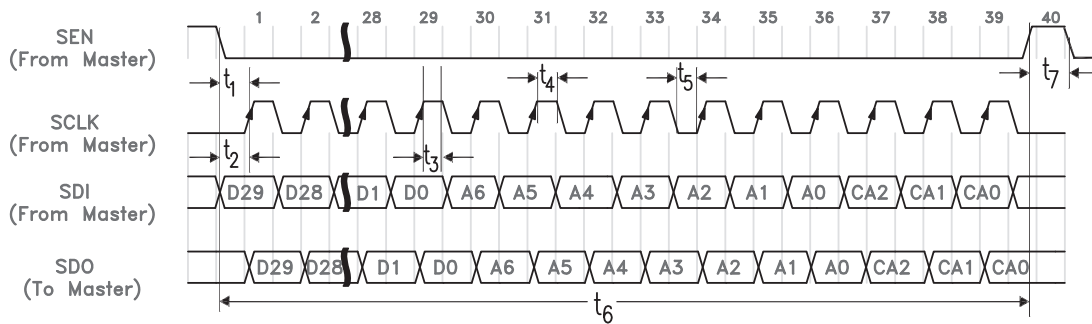 1 2 28 29 30 31 32 33 34 35 36 37 38 39 40
SEN
(From Master)
t1 t4 t5 t7
SCLK
(From Master)
t2 t3
SDI
(From Master)
D29 D28 D1 D0 A6 A5 A4 A3 A2 A1 A0 CA2 CA1 CA0
SDO
(To Master)
D29 D28 D1 D0 A6 A5 A4 A3 A2 A1 A0 CA2 CA1 CA0
t6